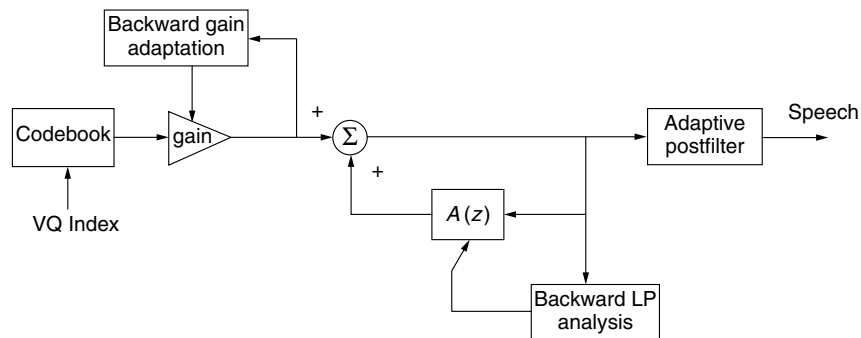 Backward gain
adaptation
Codebook
gain
+
Σ
+
Adaptive
postfilter
Speech
VQ Index
A(z)
Backward LP
analysis